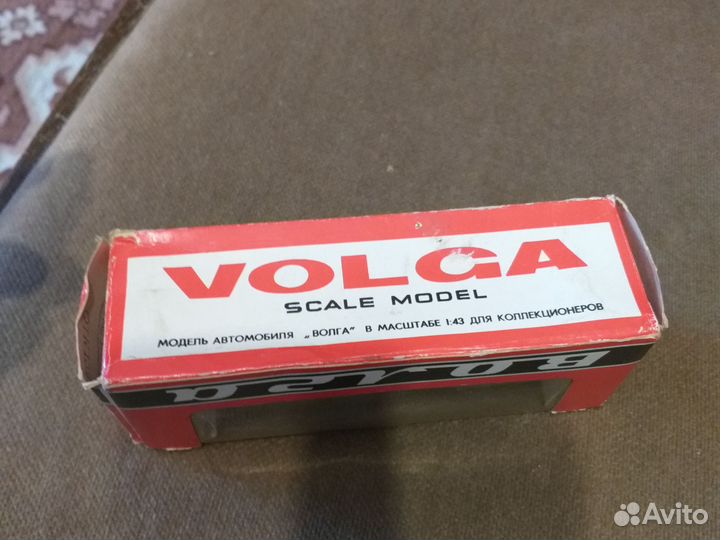 VOLGA
SCALE MODEL
МОДЕЛЬ АВТОМОБИЛЯ „ВОЛГА" В МАСШТАБЕ 1:43 ДЛЯ КОЛЛЕКЦИОНЕРОВ
Волга
Avito